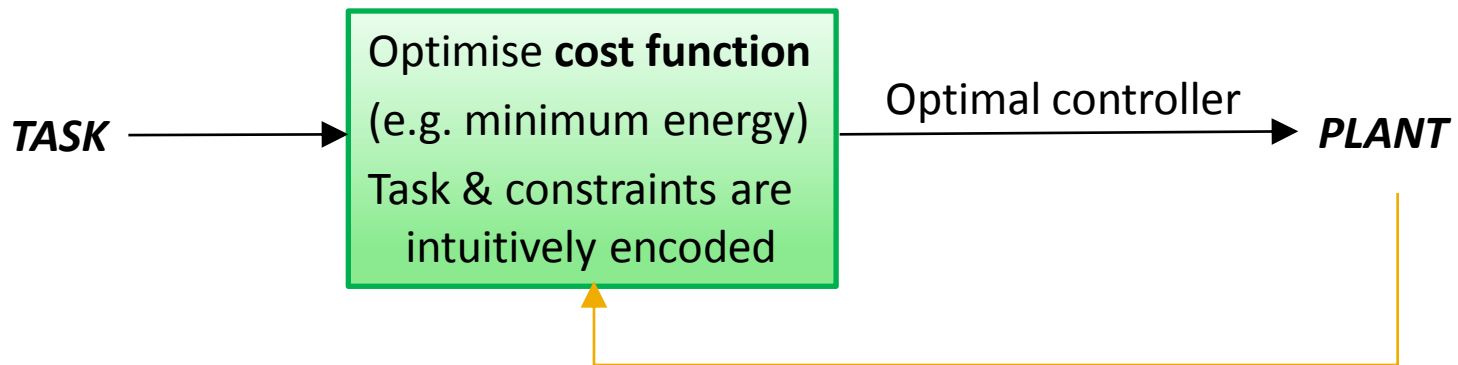 TASK
Optimise cost function
(e.g. minimum energy)
Task & constraints are
intuitively encoded
Optimal controller
PLANT